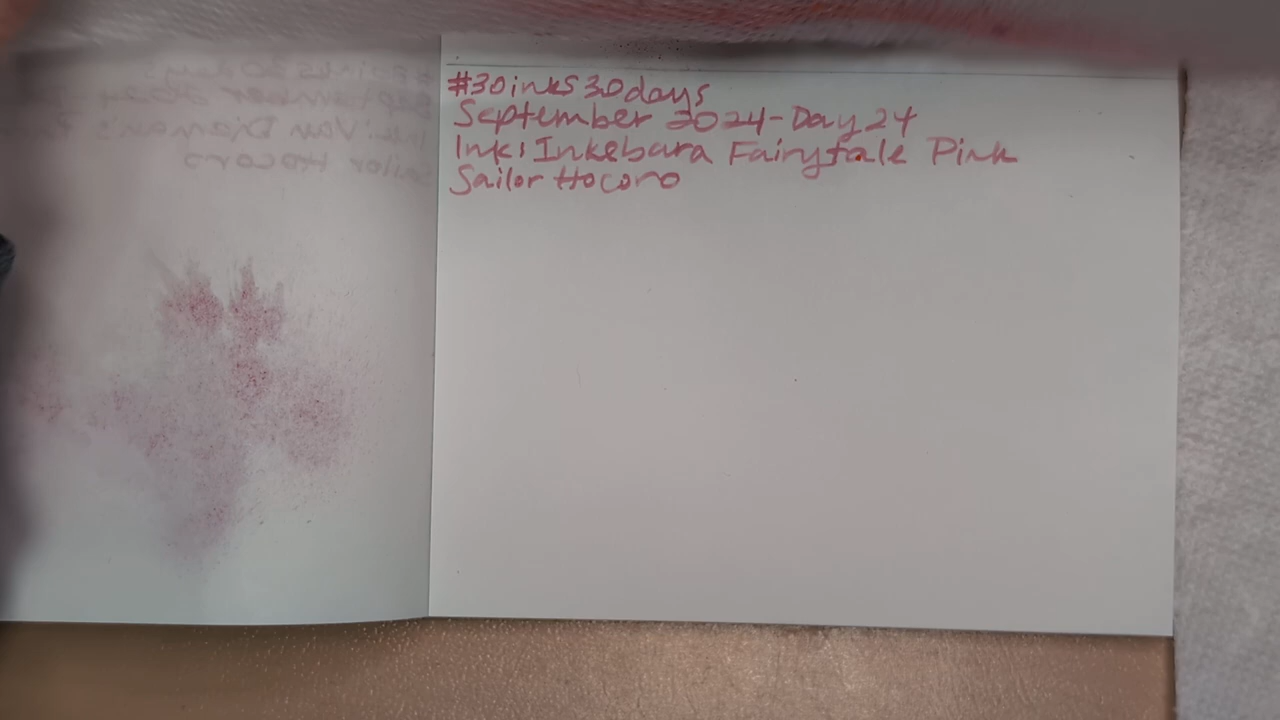 #30inks30days
September 2024-Day 24
Ink: Inkebara Fairytale Pink
Sailor Hocoro